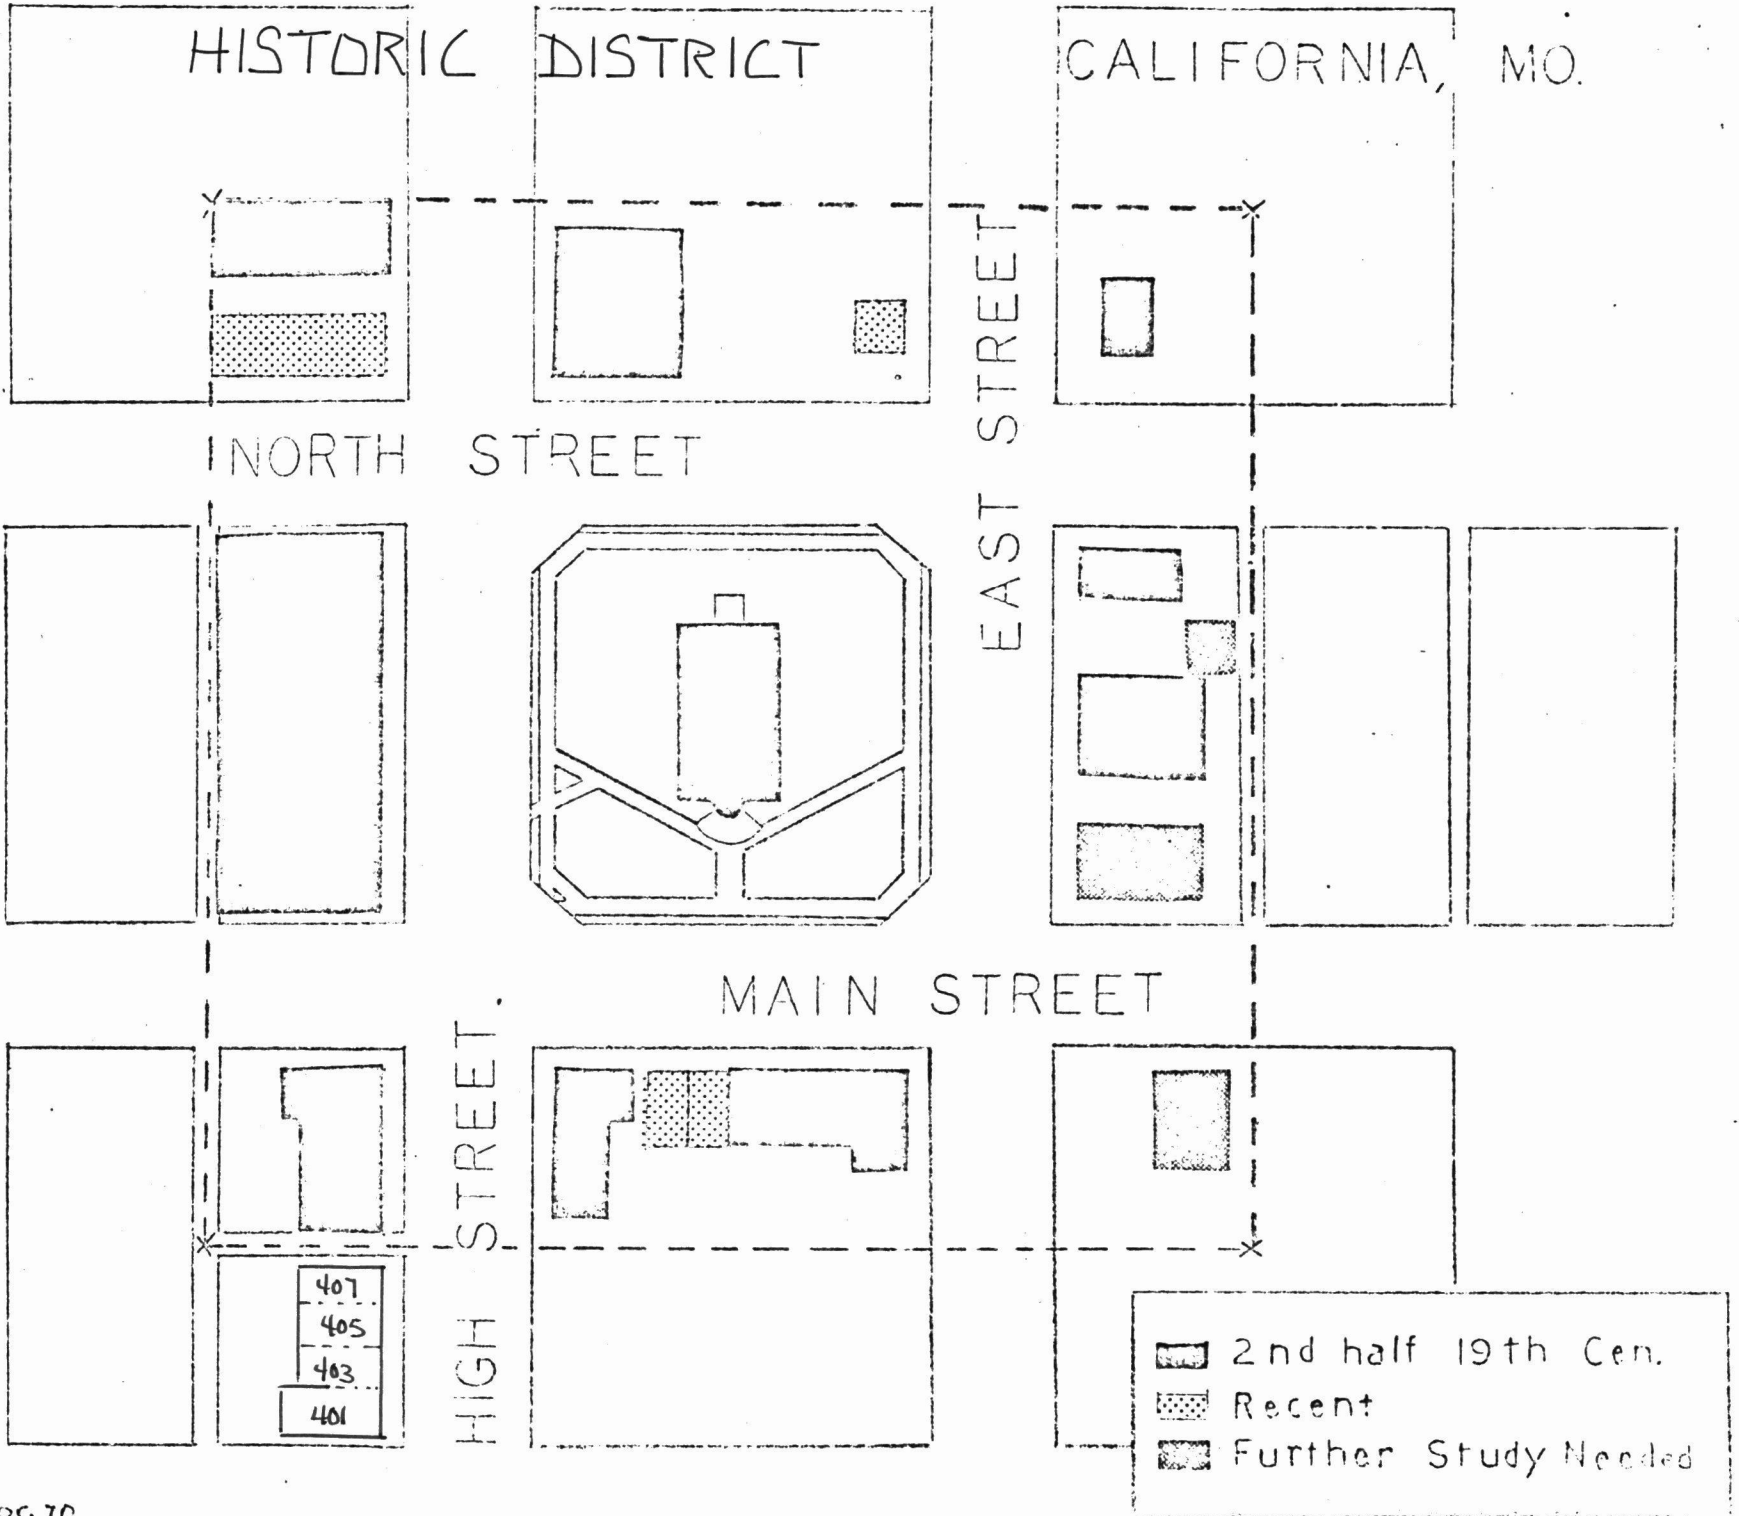 HISTORIC DISTRICT CALIFORNIA, MO.
NORTH STREET
EAST STREET
MAIN STREET
HIGH STREET.
407
405
403
401
2nd half 19th Cen.
Recent
Further Study Needed